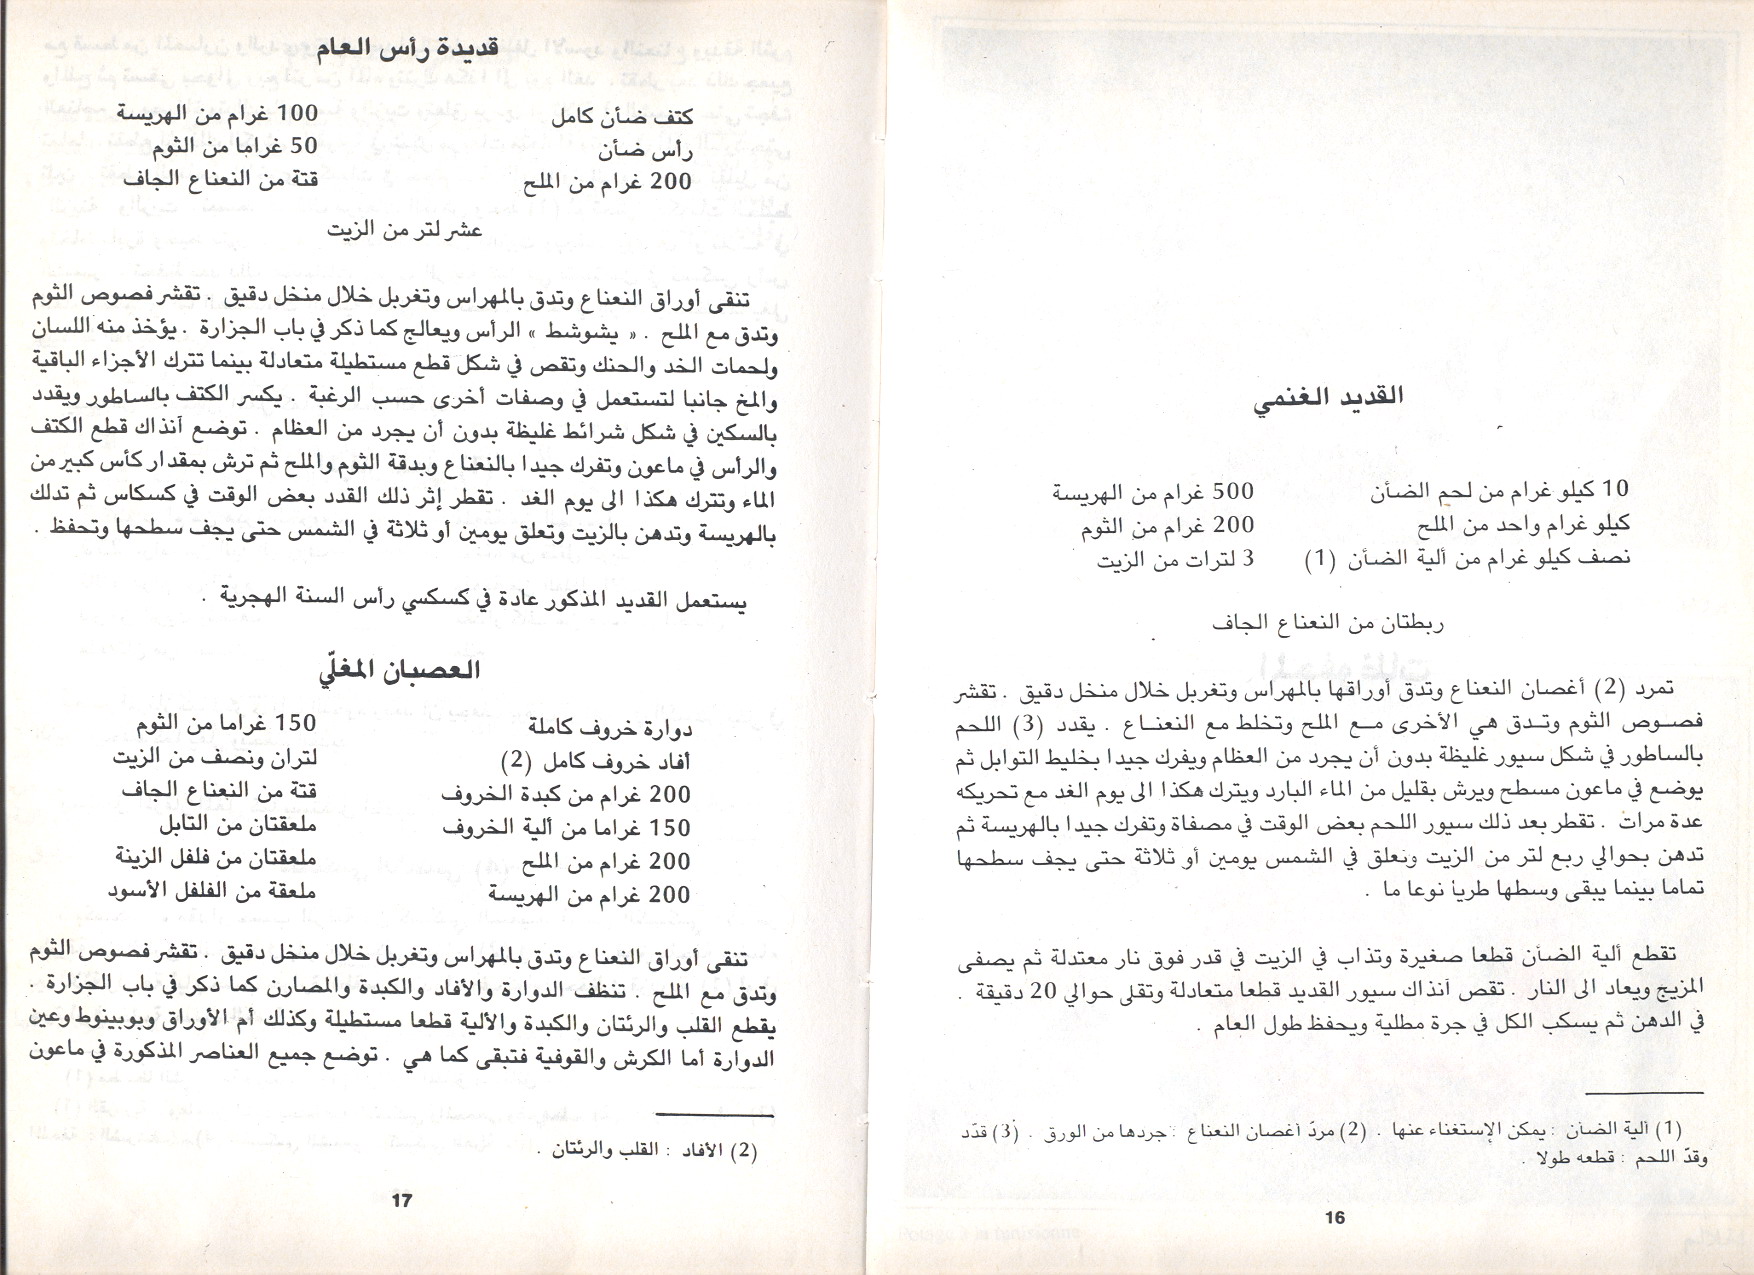 القديد الغنمي
10 كيلو غرام من لحم الضأن
كيلو غرام واحد من الملح
نصف كيلو غرام من ألية الضأن (1)
500 غرام من الهريسة
200 غرام من الثوم
3 لترات من الزيت
ربطتان من النعناع الجاف
تمرد (2) أغصان النعناع وتدق أوراقها بالمهراس وتغربل خلال منخل دقيق . تقشر
فصوص الثوم وتدق هي الأخرى مع الملح وتخلط مع النعناع . يقدد (3) اللحم
بالساطور في شكل سيور غليظة بدون أن يجرد من العظام ويفرك جيدا بخليط التوابل ثم
يوضع في ماعون مسطح ويرش بقليل من الماء البارد ويترك هكذا الى يوم الغد مع تحريكه
عدة مرات . تقطر بعد ذلك سيور اللحم بعض الوقت في مصفاة وتفرك جيدا بالهريسة ثم
تدهن بحوالي ربع لتر من الزيت وتعلق في الشمس يومين أو ثلاثة حتى يجف سطحها
تماما بينما يبقى وسطها طريا نوعا ما .
تقطع ألية الضأن قطعا صغيرة وتذاب في الزيت في قدر فوق نار معتدلة ثم يصفى
المزيج ويعاد الى النار . تقص آنذاك سيور القديد قطعا متعادلة وتقلى حوالي 20 دقيقة .
في الدهن ثم يسكب الكل في جرة مطلية ويحفظ طول العام .
(1) ألية الضأن : يمكن الإستغناء عنها . (2) مردّ أغصان النعناع : جردها من الورق . (3) قدّد
وقدّ اللحم : قطعه طولا .
16
قديدة رأس العام
كتف ضأن كامل
رأس ضأن
200 غرام من الملح
100 غرام من الهريسة
50 غراما من الثوم
قتة من النعناع الجاف
عشر لتر من الزيت
تنقى أوراق النعناع وتدق بالمهراس وتغربل خلال منخل دقيق . تقشر فصوص الثوم
وتدق مع الملح . « يشوشط » الرأس ويعالج كما ذكر في باب الجزارة . يؤخذ منه اللسان
ولحمات الخد والحنك وتقص في شكل قطع مستطيلة متعادلة بينما تترك الأجزاء الباقية
والمخ جانبا لتستعمل في وصفات أخرى حسب الرغبة . يكسر الكتف بالساطور ويقدد
بالسكين في شكل شرائط غليظة بدون أن يجرد من العظام . توضع آنذاك قطع الكتف
والرأس في ماعون وتفرك جيدا بالنعناع وبدقة الثوم والملح ثم ترش بمقدار كأس كبير من
الماء وتترك هكذا الى يوم الغد . تقطر إثر ذلك القدد بعض الوقت في كسكاس ثم تدلك
بالهريسة وتدهن بالزيت وتعلق يومين أو ثلاثة في الشمس حتى يجف سطحها وتحفظ .
يستعمل القديد المذكور عادة في كسكسي رأس السنة الهجرية .
العصبان المغلّي
دوارة خروف كاملة
أفاد خروف كامل (2)
200 غرام من كبدة الخروف
150 غراما من ألية الخروف
200 غرام من الملح
200 غرام من الهريسة
150 غراما من الثوم
لتران ونصف من الزيت
قتة من النعناع الجاف
ملعقتان من التابل
ملعقتان من فلفل الزينة
ملعقة من الفلفل الأسود
تنقى أوراق النعناع وتدق بالمهراس وتغربل خلال منخل دقيق . تقشر فصوص الثوم
وتدق مع الملح . تنظف الدوارة والأفاد والكبدة والمصارن كما ذكر في باب الجزارة .
يقطع القلب والرئتان والكبدة والألية قطعا مستطيلة وكذلك أم الأوراق وبوبينوط وعين
الدوارة أما الكرش والقوفية فتبقى كما هي . توضع جميع العناصر المذكورة في ماعون
(2) الأفاد : القلب والرئتان .
17